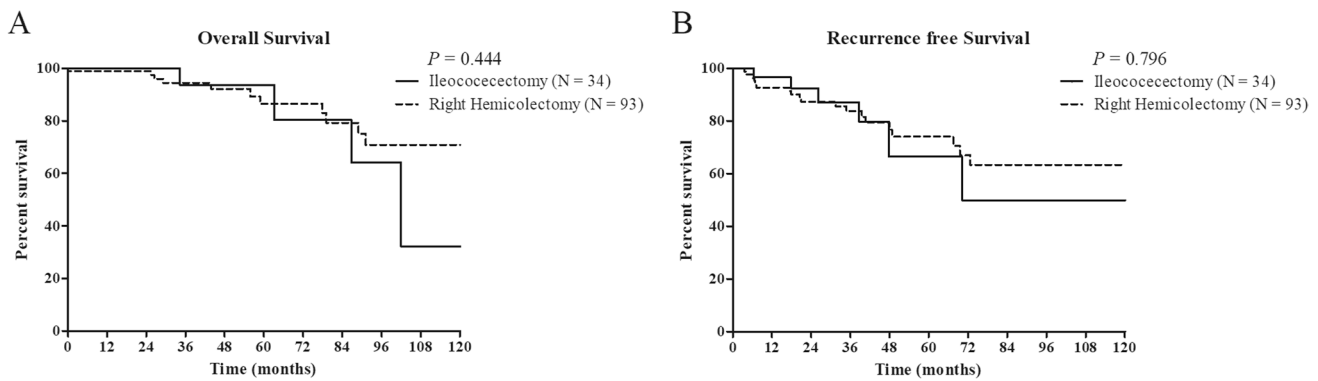 A
Overall Survival
P = 0.444
Ileococecectomy (N = 34)
Right Hemicolectomy (N = 93)
Percent survival
100
80
60
40
20
0
0 12 24 36 48 60 72 84 96 108 120
Time (months)
B
Recurrence free Survival
P = 0.796
Ileococecectomy (N = 34)
Right Hemicolectomy (N = 93)
Percent survival
100
80
60
40
20
0
0 12 24 36 48 60 72 84 96 108 120
Time (months)